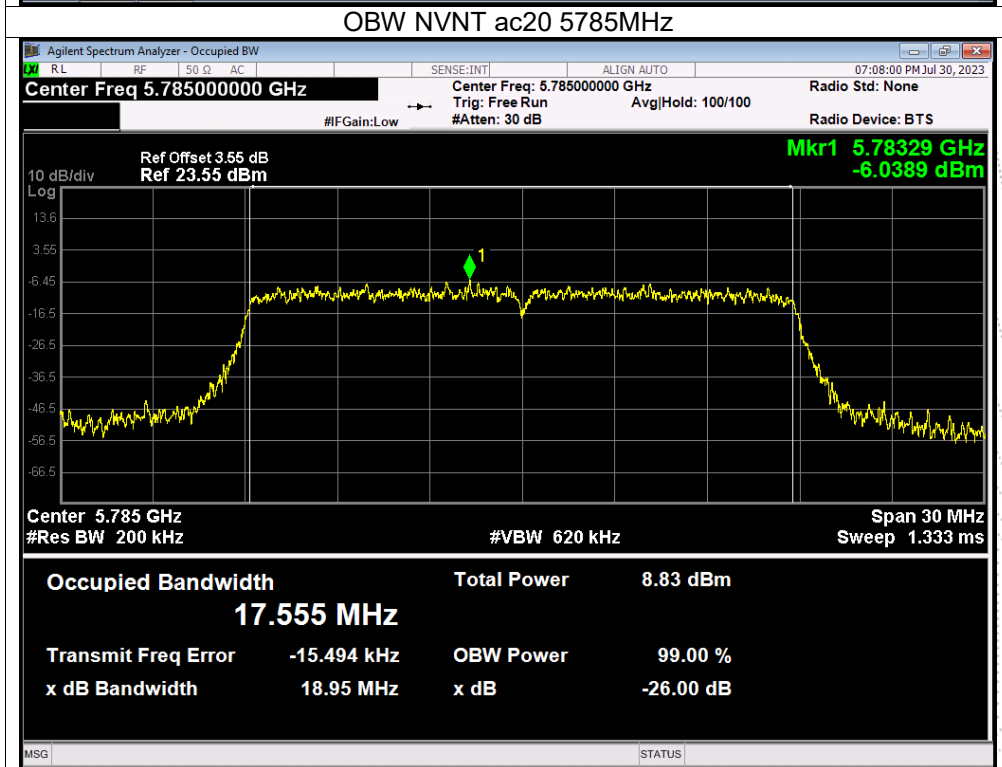 OBW NVNT ac20 5785MHz
Agilent Spectrum Analyzer - Occupied BW
LXI RL RF 50 Ω AC SENSE:INT ALIGN AUTO 07:08:00 PM Jul 30, 2023
Center Freq 5.785000000 GHz Center Freq: 5.785000000 GHz Radio Std: None
Trig: Free Run Avg|Hold: 100/100
#IFGain:Low #Atten: 30 dB Radio Device: BTS
Mkr1 5.78329 GHz
-6.0389 dBm
Ref Offset 3.55 dB
10 dB/div Ref 23.55 dBm
Log
13.6
3.55
-6.45
-16.5
-26.5
-36.5
-46.5
-56.5
-66.5
1
Center 5.785 GHz Span 30 MHz
#Res BW 200 kHz #VBW 620 kHz Sweep 1.333 ms
Occupied Bandwidth Total Power 8.83 dBm
17.555 MHz
Transmit Freq Error -15.494 kHz OBW Power 99.00 %
x dB Bandwidth 18.95 MHz x dB -26.00 dB
MSG STATUS